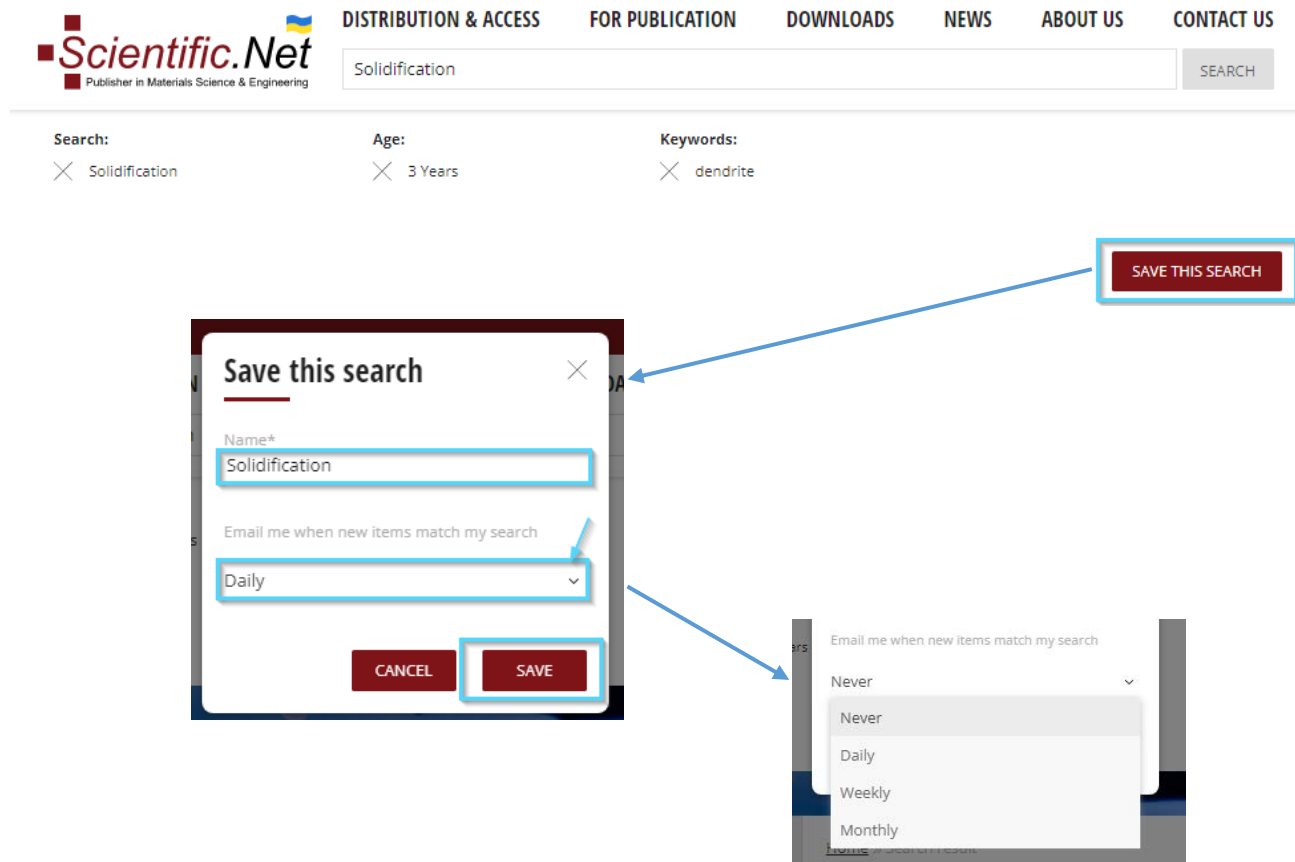 DISTRIBUTION & ACCESS FOR PUBLICATION DOWNLOADS NEWS ABOUT US CONTACT US
Scientific.Net
Publisher in Materials Science & Engineering
Solidification SEARCH
Search: Age: Keywords:
Solidification 3 Years dendrite
SAVE THIS SEARCH
Save this search
Name*
Solidification
Email me when new items match my search
Daily
CANCEL SAVE
Email me when new items match my search
Never
Never
Daily
Weekly
Monthly
Home // Search result